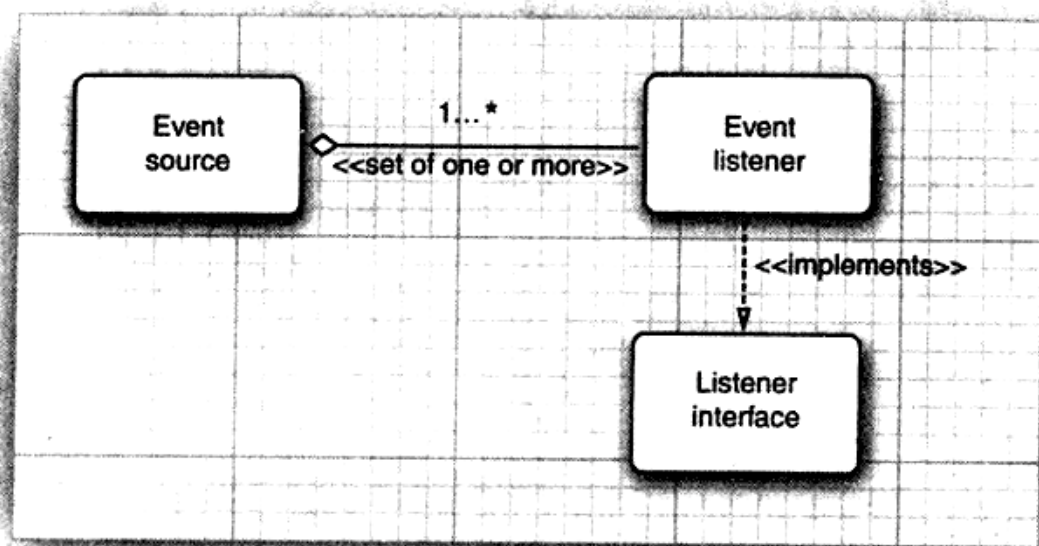 Event
source
1...*
<<set of one or more>>
Event
listener
<<implements>>
Listener
interface